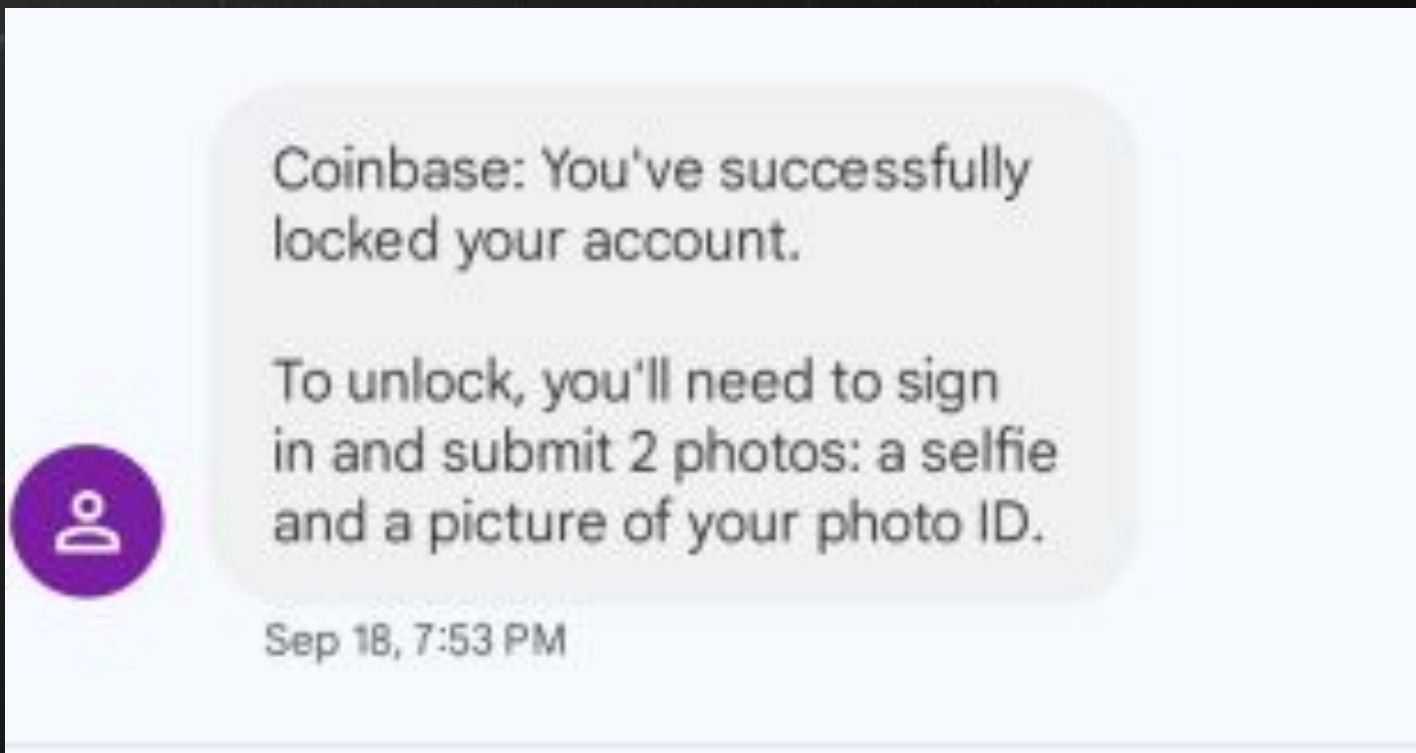 Coinbase: You've successfully
locked your account.
To unlock, you'll need to sign
in and submit 2 photos: a selfie
and a picture of your photo ID.
Sep 18, 7:53 PM